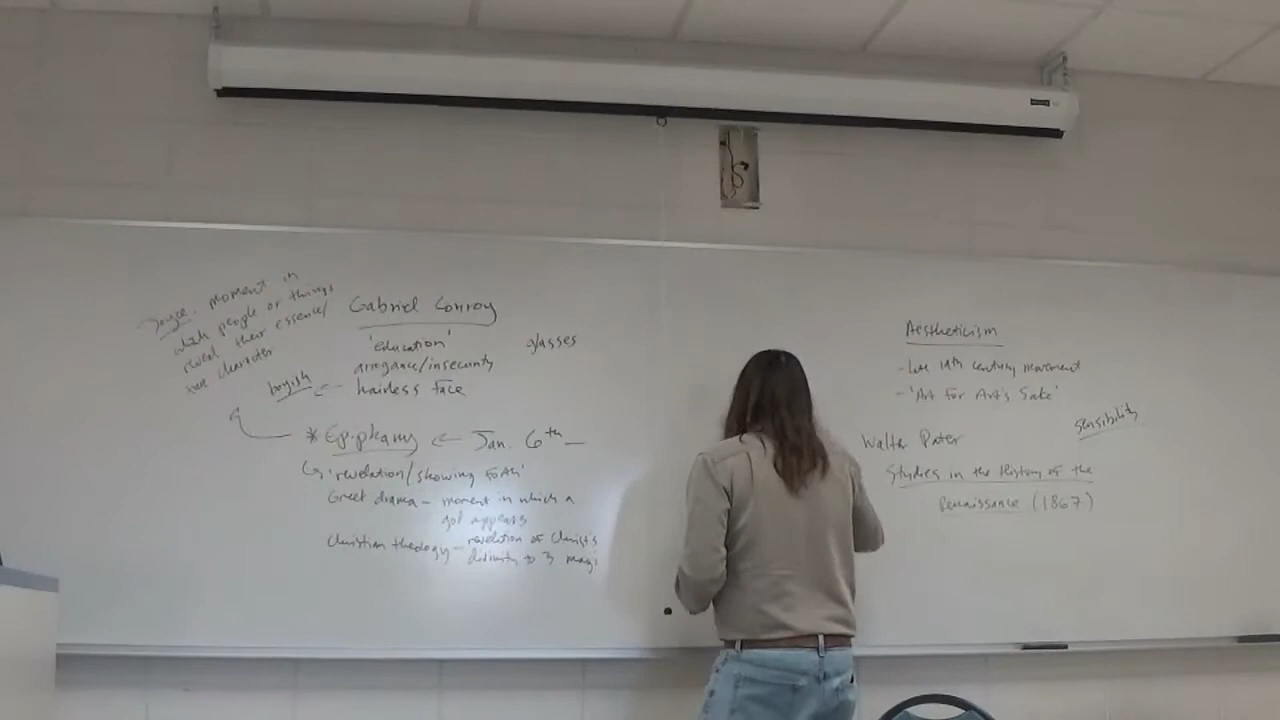 Joyce. moment in
which people or things
reveal their essence/
true character
Gabriel Conroy
'education'
glasses
arrogance/insecurity
boyish ← hairless face
* Epiphany ← Jan. 6th
↳ 'revelation/showing forth'
Greek drama - moment in which a
god appears
Christian theology - revelation of Christ's
divinity to 3 magi
Aestheticism
- Late 19th century movement
- 'Art for Art's Sake'
sensibility
Walter Pater
Studies in the History of the
Renaissance (1867)